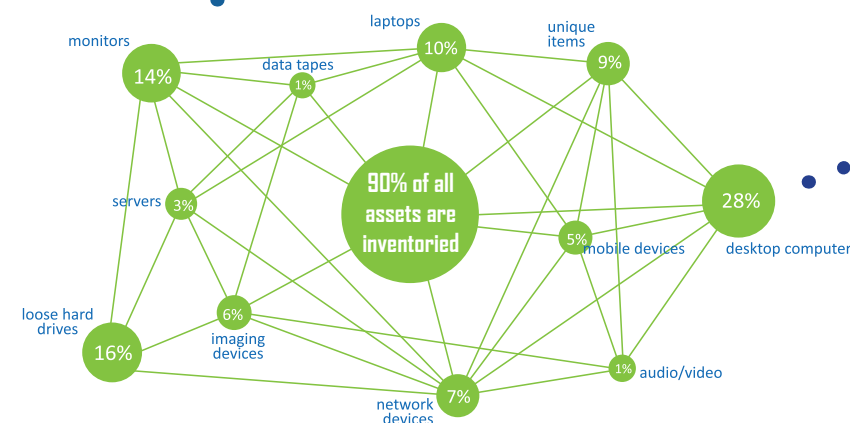 laptops
10%
unique
items
9%
monitors
14%
data tapes
1%
90% of all
assets are
inventoried
servers
3%
28%
desktop computer
5%
mobile devices
loose hard
drives
16%
6%
imaging
devices
7%
network
devices
1%
audio/video